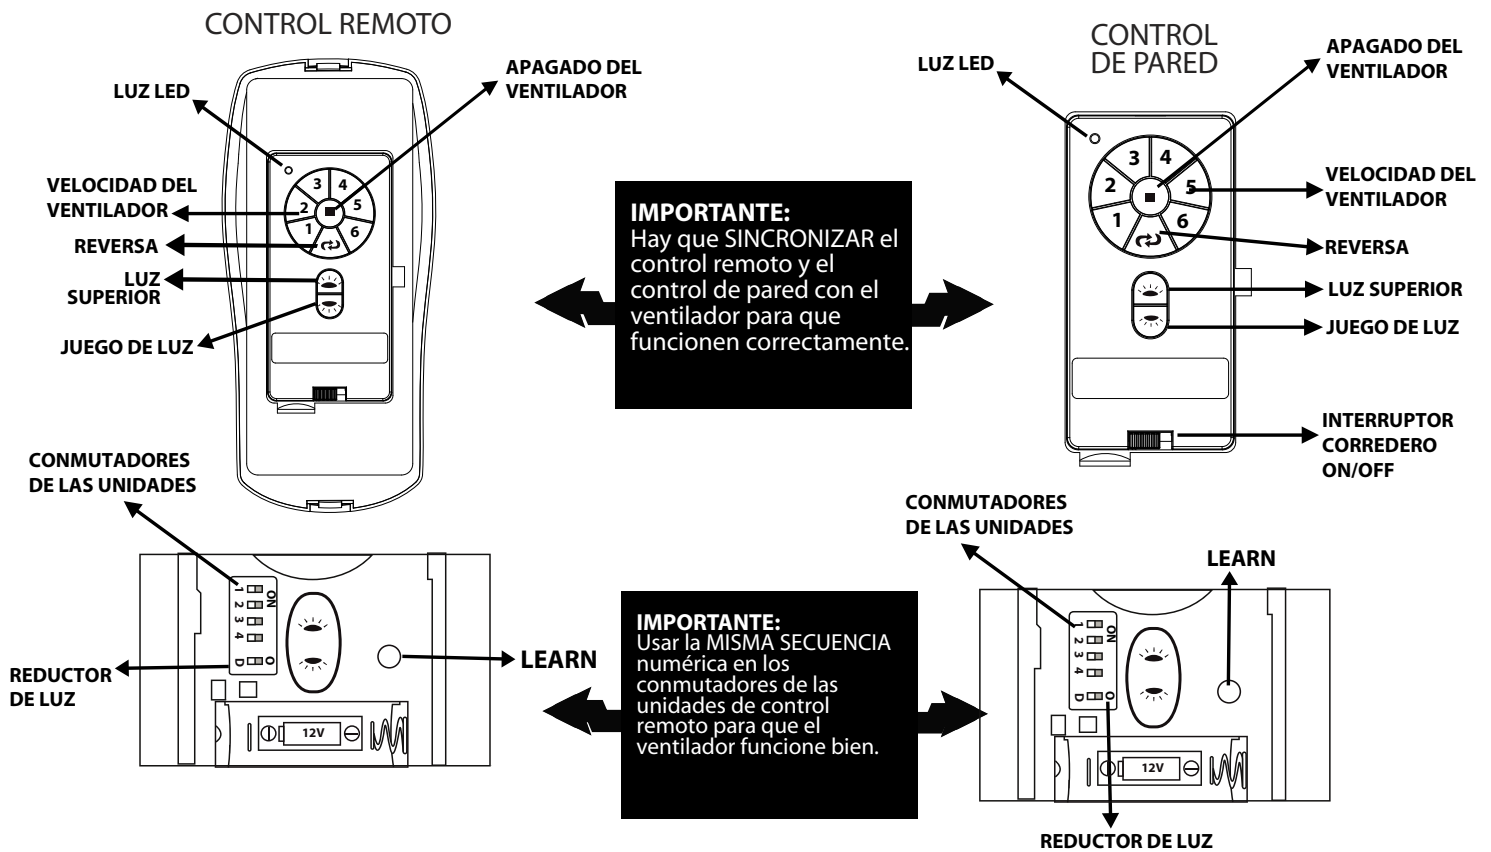 CONTROL REMOTO
LUZ LED
APAGADO DEL
VENTILADOR
VELOCIDAD DEL
VENTILADOR
REVERSA
LUZ
SUPERIOR
JUEGO DE LUZ
1
2
3
4
5
6
IMPORTANTE:
Hay que SINCRONIZAR el
control remoto y el
control de pared con el
ventilador para que
funcionen correctamente.
CONTROL
DE PARED
LUZ LED
APAGADO DEL
VENTILADOR
VELOCIDAD DEL
VENTILADOR
REVERSA
LUZ SUPERIOR
JUEGO DE LUZ
INTERRUPTOR
CORREDERO
ON/OFF
1
2
3
4
5
6
CONMUTADORES
DE LAS UNIDADES
REDUCTOR
DE LUZ
LEARN
ON
1
2
3
4
D O
12V
IMPORTANTE:
Usar la MISMA SECUENCIA
numérica en los
conmutadores de las
unidades de control
remoto para que el
ventilador funcione bien.
CONMUTADORES
DE LAS UNIDADES
LEARN
ON
1
2
3
4
D O
12V
REDUCTOR DE LUZ